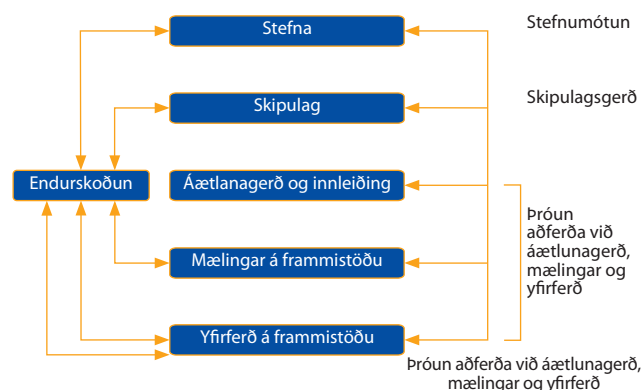 Stefna
Stefnumótun
Skipulag
Skipulagsgerð
Endurskoðun
Áætlanagerð og innleiðing
Þróun
aðferða við
áætlunagerð,
mælingar og
yfirferð
Mælingar á frammistöðu
Yfirferð á frammistöðu
Þróun aðferða við áætlunagerð,
mælingar og yfirferð